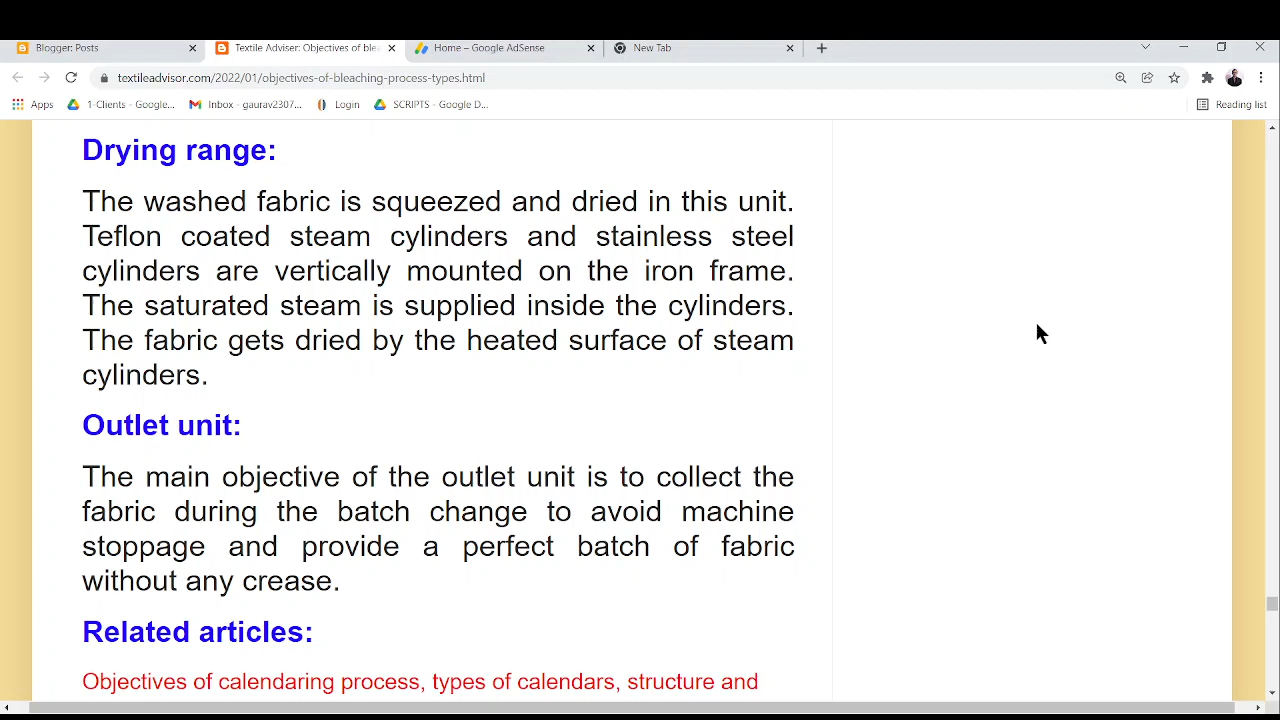 Blogger: Posts
Textile Adviser: Objectives of ble
Home – Google AdSense
New Tab
textileadvisor.com/2022/01/objectives-of-bleaching-process-types.html
Apps
1-Clients - Google...
Inbox - gaurav2307...
Login
SCRIPTS - Google D...
Reading list
Drying range:
The washed fabric is squeezed and dried in this unit.
Teflon coated steam cylinders and stainless steel
cylinders are vertically mounted on the iron frame.
The saturated steam is supplied inside the cylinders.
The fabric gets dried by the heated surface of steam
cylinders.
Outlet unit:
The main objective of the outlet unit is to collect the
fabric during the batch change to avoid machine
stoppage and provide a perfect batch of fabric
without any crease.
Related articles:
Objectives of calendaring process, types of calendars, structure and